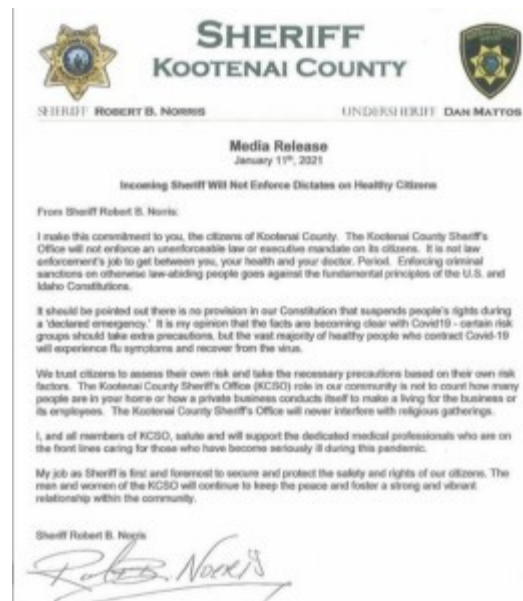 SHERIFF
KOOTENAI COUNTY
SHERIFF ROBERT B. NORRIS UNDERSHERIFF DAN MATTOS
Media Release
January 11th, 2021
Incoming Sheriff Will Not Enforce Dictates on Healthy Citizens
From Sheriff Robert B. Norris:
I make this commitment to you, the citizens of Kootenai County. The Kootenai County Sheriff's
Office will not enforce an unenforceable law or executive mandate on its citizens. It is not law
enforcement's job to get between you, your health and your doctor. Period. Enforcing criminal
sanctions on otherwise law-abiding people goes against the fundamental principles of the U.S. and
Idaho Constitutions.
It should be pointed out there is no provision in our Constitution that suspends people's rights during
a 'declared emergency.' It is my opinion that the facts are becoming clear with Covid19 - certain risk
groups should take extra precautions, but the vast majority of healthy people who contract Covid-19
will experience flu symptoms and recover from the virus.
We trust citizens to assess their own risk and take the necessary precautions based on their own risk
factors. The Kootenai County Sheriff's Office (KCSO) role in our community is not to count how many
people are in your home or how a private business conducts itself to make a living for the business or
its employees. The Kootenai County Sheriff's Office will never interfere with religious gatherings.
I, and all members of KCSO, salute and will support the dedicated medical professionals who are on
the front lines caring for those who have become seriously ill during this pandemic.
My job as Sheriff is first and foremost to secure and protect the safety and rights of our citizens. The
men and women of the KCSO will continue to keep the peace and foster a strong and vibrant
relationship within the community.
Sheriff Robert B. Norris
Robert B. Norris